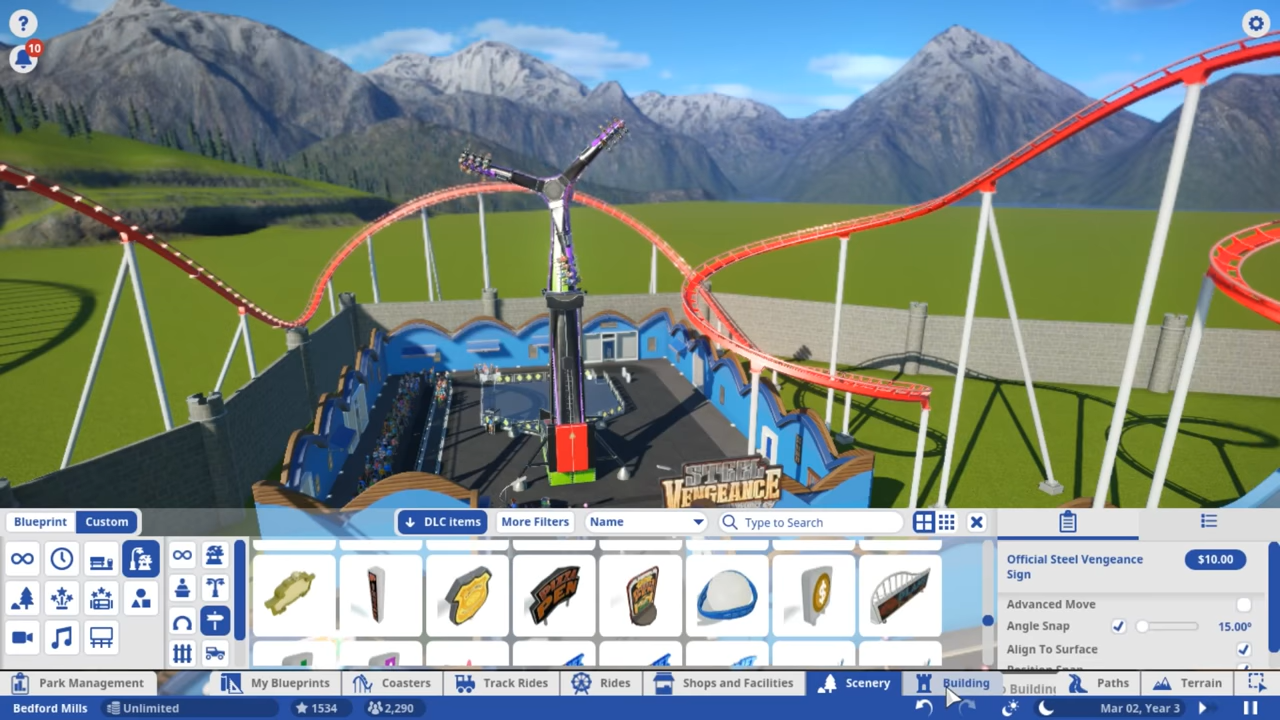 ?
10
STEEL
VENGEANCE
Blueprint
Custom
DLC items
More Filters
Name
Type to Search
PIZZA
PEN
$
Official Steel Vengeance
Sign
$10.00
Advanced Move
Angle Snap
15.00°
Align To Surface
Park Management
My Blueprints
Coasters
Track Rides
Rides
Shops and Facilities
Scenery
Building
Paths
Terrain
Bedford Mills
Unlimited
1534
2,290
Mar 02, Year 3